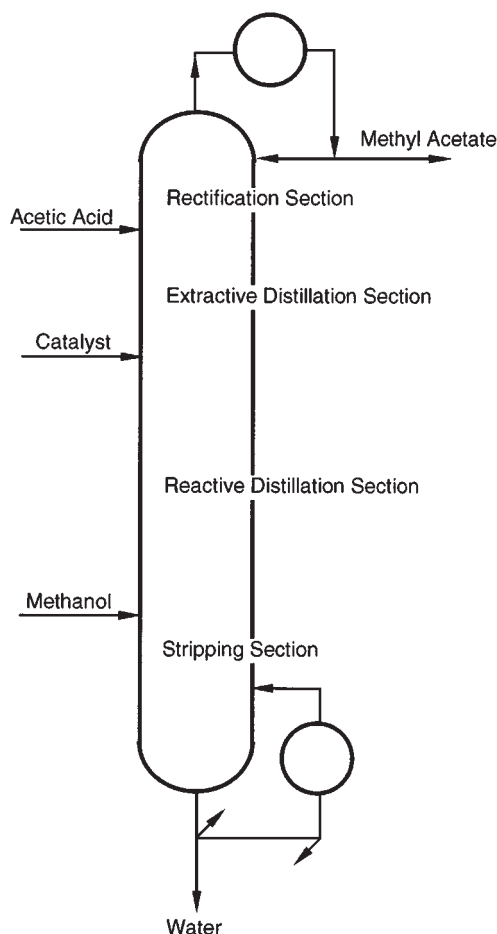 Methyl Acetate
Rectification Section
Acetic Acid
Extractive Distillation Section
Catalyst
Reactive Distillation Section
Methanol
Stripping Section
Water